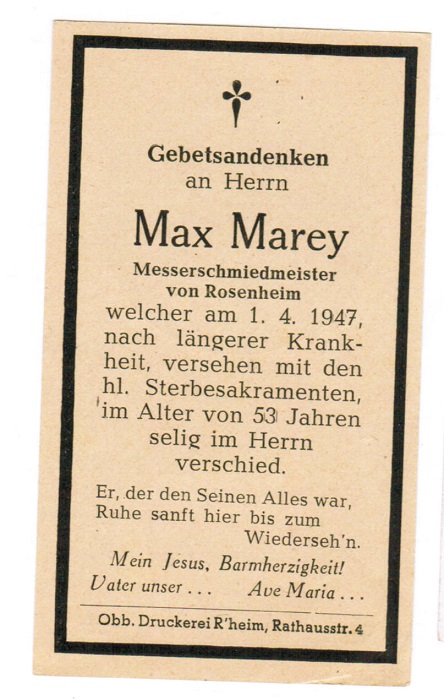 Gebetsandenken
an Herrn
Max Marey
Messerschmiedmeister
von Rosenheim
welcher am 1. 4. 1947,
nach längerer Krank-
heit, versehen mit den
hl. Sterbesakramenten,
im Alter von 53 Jahren
selig im Herrn
verschied.
Er, der den Seinen Alles war,
Ruhe sanft hier bis zum
Wiederseh'n.
Mein Jesus, Barmherzigkeit!
Vater unser . . . Ave Maria . . .
Obb. Druckerei R'heim, Rathausstr. 4